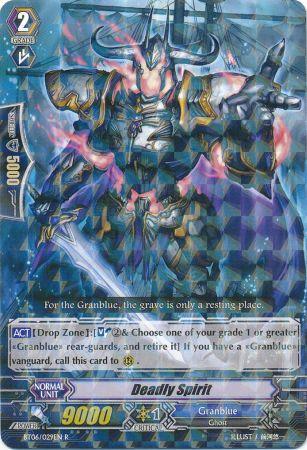 2
GRADE
5000
For the Granblue, the grave is only a resting place.
ACT [Drop Zone]:[②& Choose one of your grade 1 or greater
«Granblue» rear-guards, and retire it] If you have a «Granblue»
vanguard, call this card to
NORMAL
UNIT
Deadly Spirit
POWER
9000
1
CRITICAL
Granblue
Ghost
BT06/029EN R
ILLUST /